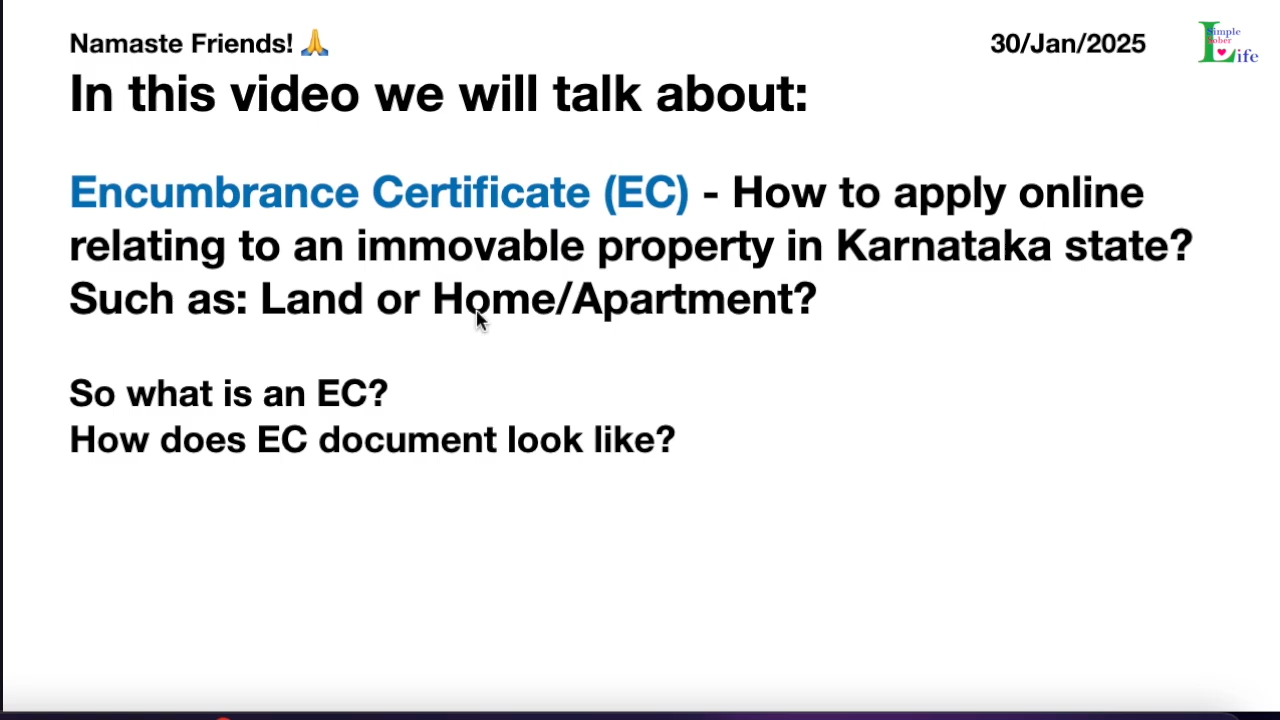 Namaste Friends! 🙏
30/Jan/2025
Simple
Sober
Life
In this video we will talk about:
Encumbrance Certificate (EC) - How to apply online
relating to an immovable property in Karnataka state?
Such as: Land or Home/Apartment?
So what is an EC?
How does EC document look like?